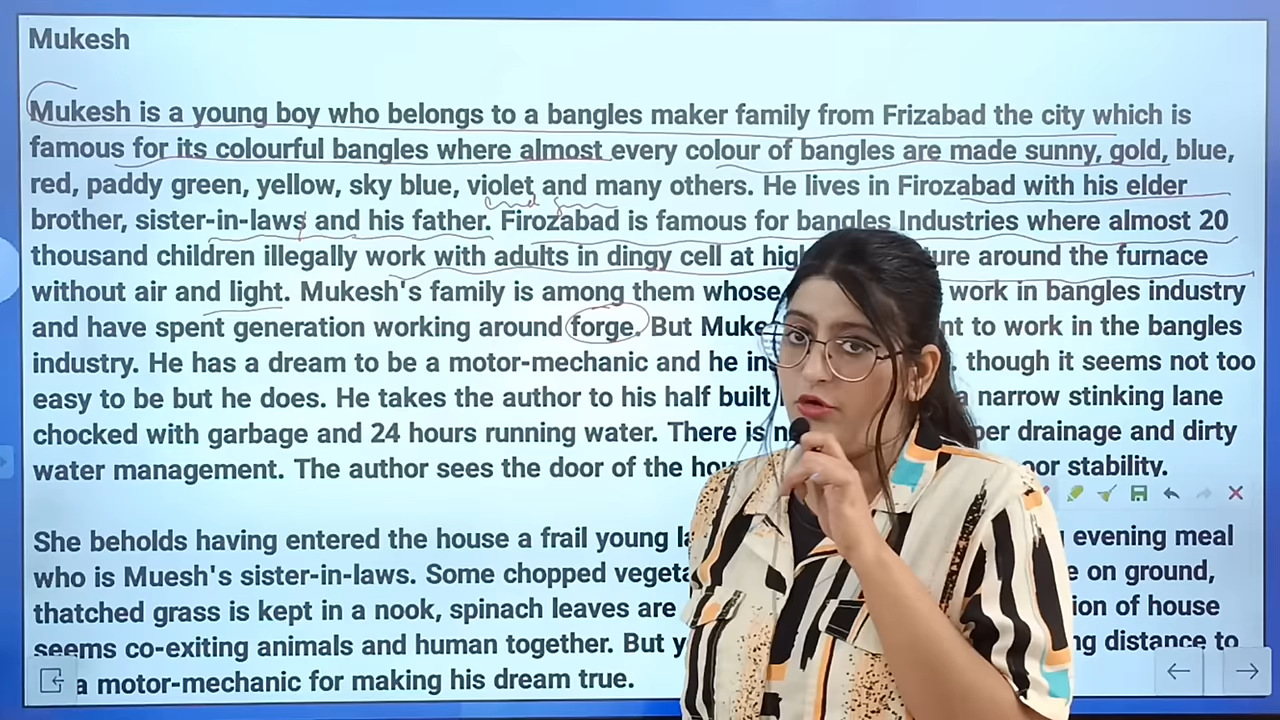 Mukesh
Mukesh is a young boy who belongs to a bangles maker family from Frizabad the city which is
famous for its colourful bangles where almost every colour of bangles are made sunny, gold, blue,
red, paddy green, yellow, sky blue, violet and many others. He lives in Firozabad with his elder
brother, sister-in-laws and his father. Firozabad is famous for bangles Industries where almost 20
thousand children illegally work with adults in dingy cell at hig ure around the furnace
without air and light. Mukesh's family is among them whose work in bangles industry
and have spent generation working around forge. But Muke nt to work in the bangles
industry. He has a dream to be a motor-mechanic and he in . though it seems not too
easy to be but he does. He takes the author to his half built a narrow stinking lane
chocked with garbage and 24 hours running water. There is n per drainage and dirty
water management. The author sees the door of the hou oor stability.
She beholds having entered the house a frail young la evening meal
who is Muesh's sister-in-laws. Some chopped vegeta e on ground,
thatched grass is kept in a nook, spinach leaves are ion of house
seems co-exiting animals and human together. But y ng distance to
a motor-mechanic for making his dream true.